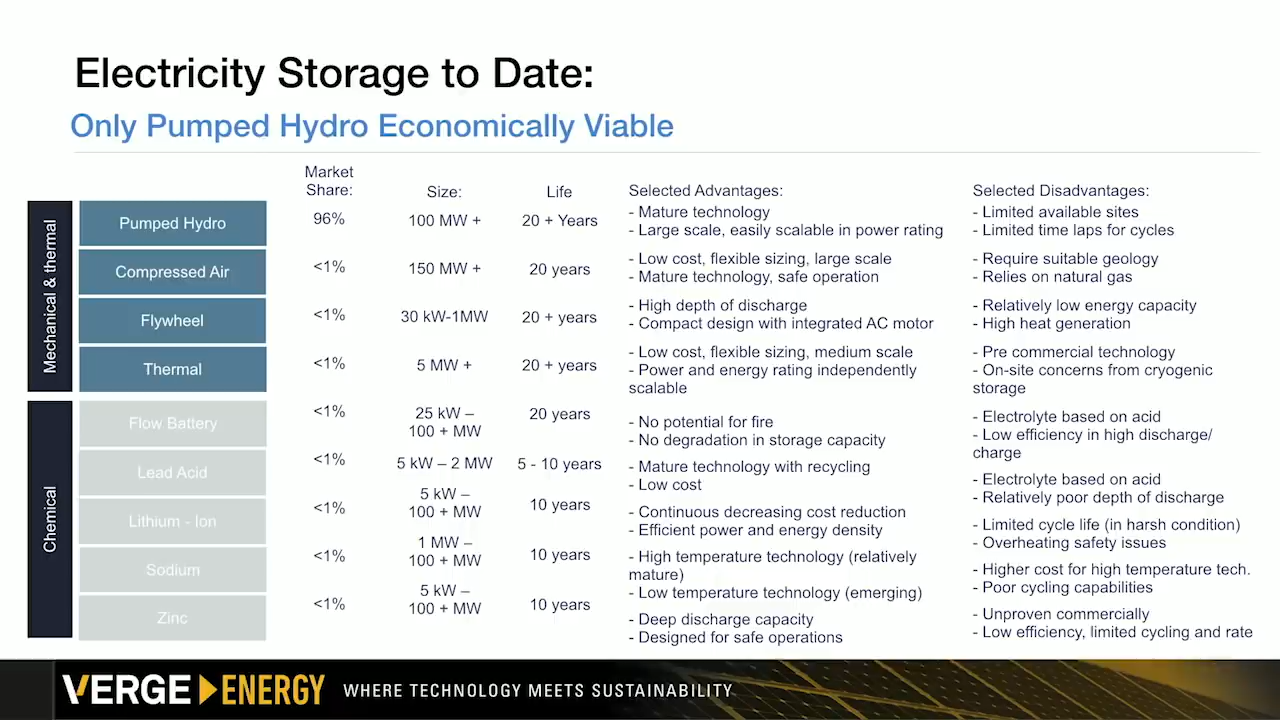 Electricity Storage to Date:
Only Pumped Hydro Economically Viable
Market
Share:
Size:
Life
Selected Advantages:
Selected Disadvantages:
Mechanical & thermal
Pumped Hydro
96%
100 MW +
20 + Years
- Mature technology
- Large scale, easily scalable in power rating
- Limited available sites
- Limited time laps for cycles
Compressed Air
<1%
150 MW +
20 years
- Low cost, flexible sizing, large scale
- Mature technology, safe operation
- Require suitable geology
- Relies on natural gas
Flywheel
<1%
30 kW-1MW
20 + years
- High depth of discharge
- Compact design with integrated AC motor
- Relatively low energy capacity
- High heat generation
Thermal
<1%
5 MW +
20 + years
- Low cost, flexible sizing, medium scale
- Power and energy rating independently
scalable
- Pre commercial technology
- On-site concerns from cryogenic
storage
Chemical
Flow Battery
<1%
25 kW –
100 + MW
20 years
- No potential for fire
- No degradation in storage capacity
- Electrolyte based on acid
- Low efficiency in high discharge/
charge
Lead Acid
<1%
5 kW – 2 MW
5 - 10 years
- Mature technology with recycling
- Low cost
- Electrolyte based on acid
- Relatively poor depth of discharge
Lithium - Ion
<1%
5 kW –
100 + MW
10 years
- Continuous decreasing cost reduction
- Efficient power and energy density
- Limited cycle life (in harsh condition)
- Overheating safety issues
Sodium
<1%
1 MW –
100 + MW
10 years
- High temperature technology (relatively
mature)
- Low temperature technology (emerging)
- Higher cost for high temperature tech.
- Poor cycling capabilities
Zinc
<1%
5 kW –
100 + MW
10 years
- Deep discharge capacity
- Designed for safe operations
- Unproven commercially
- Low efficiency, limited cycling and rate
VERGE ENERGY
WHERE TECHNOLOGY MEETS SUSTAINABILITY